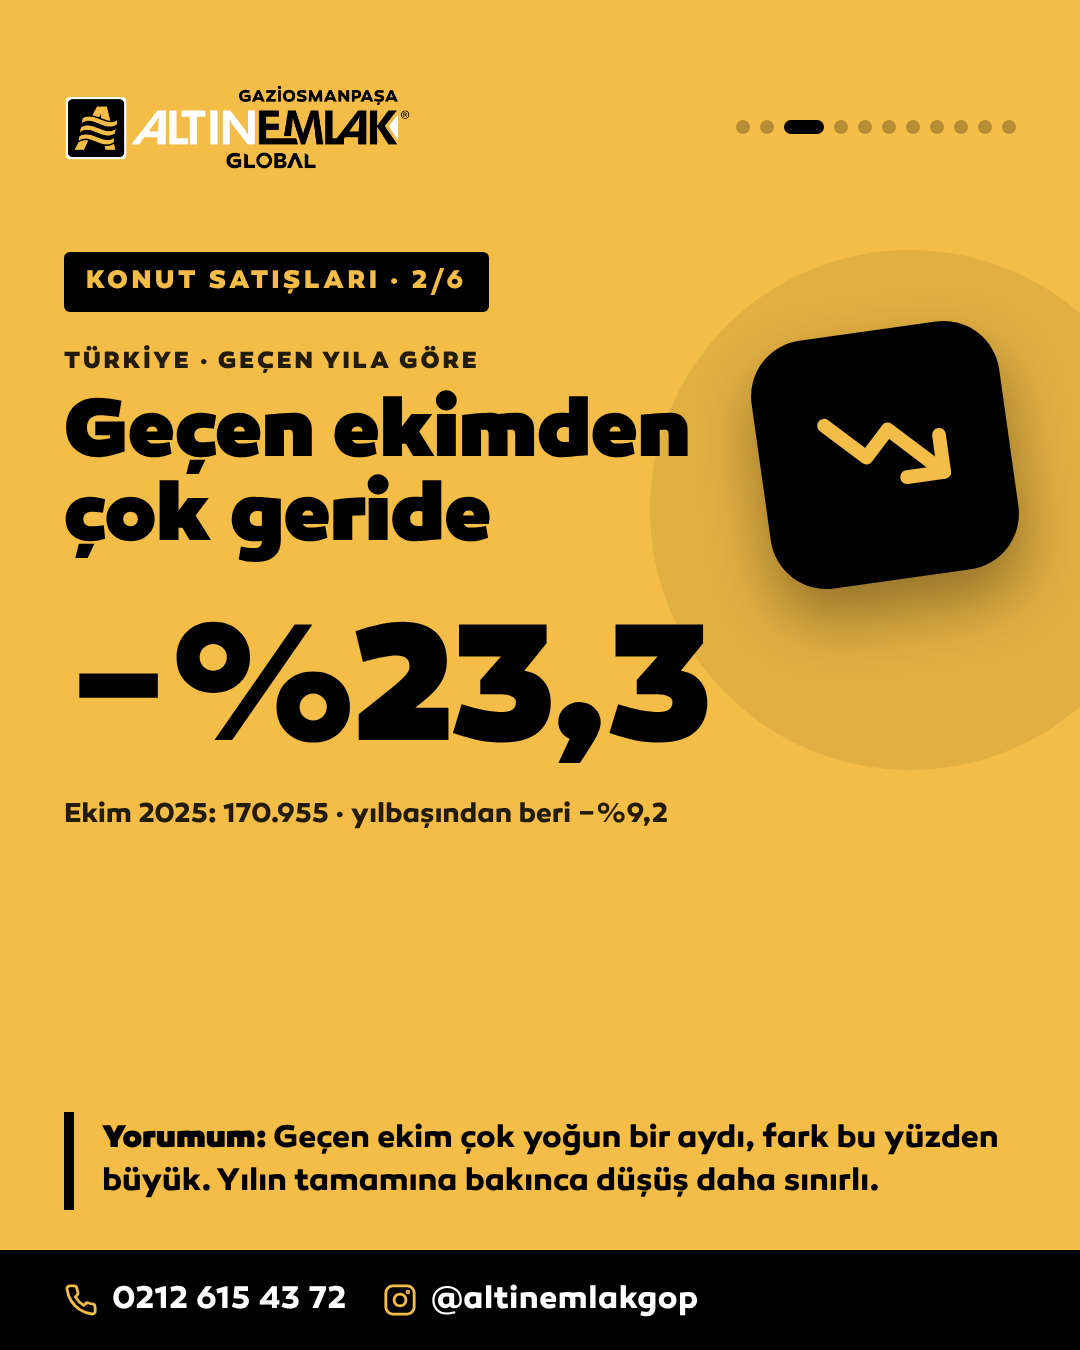 GAZİOSMANPAŞA
ALTINEMLAK®
GLOBAL
KONUT SATIŞLARI · 2/6
TÜRKİYE · GEÇEN YILA GÖRE
Geçen ekimden
çok geride
−%23,3
Ekim 2025: 170.955 · yılbaşından beri −%9,2
Yorumum: Geçen ekim çok yoğun bir aydı, fark bu yüzden
büyük. Yılın tamamına bakınca düşüş daha sınırlı.
0212 615 43 72 @altinemlakgop